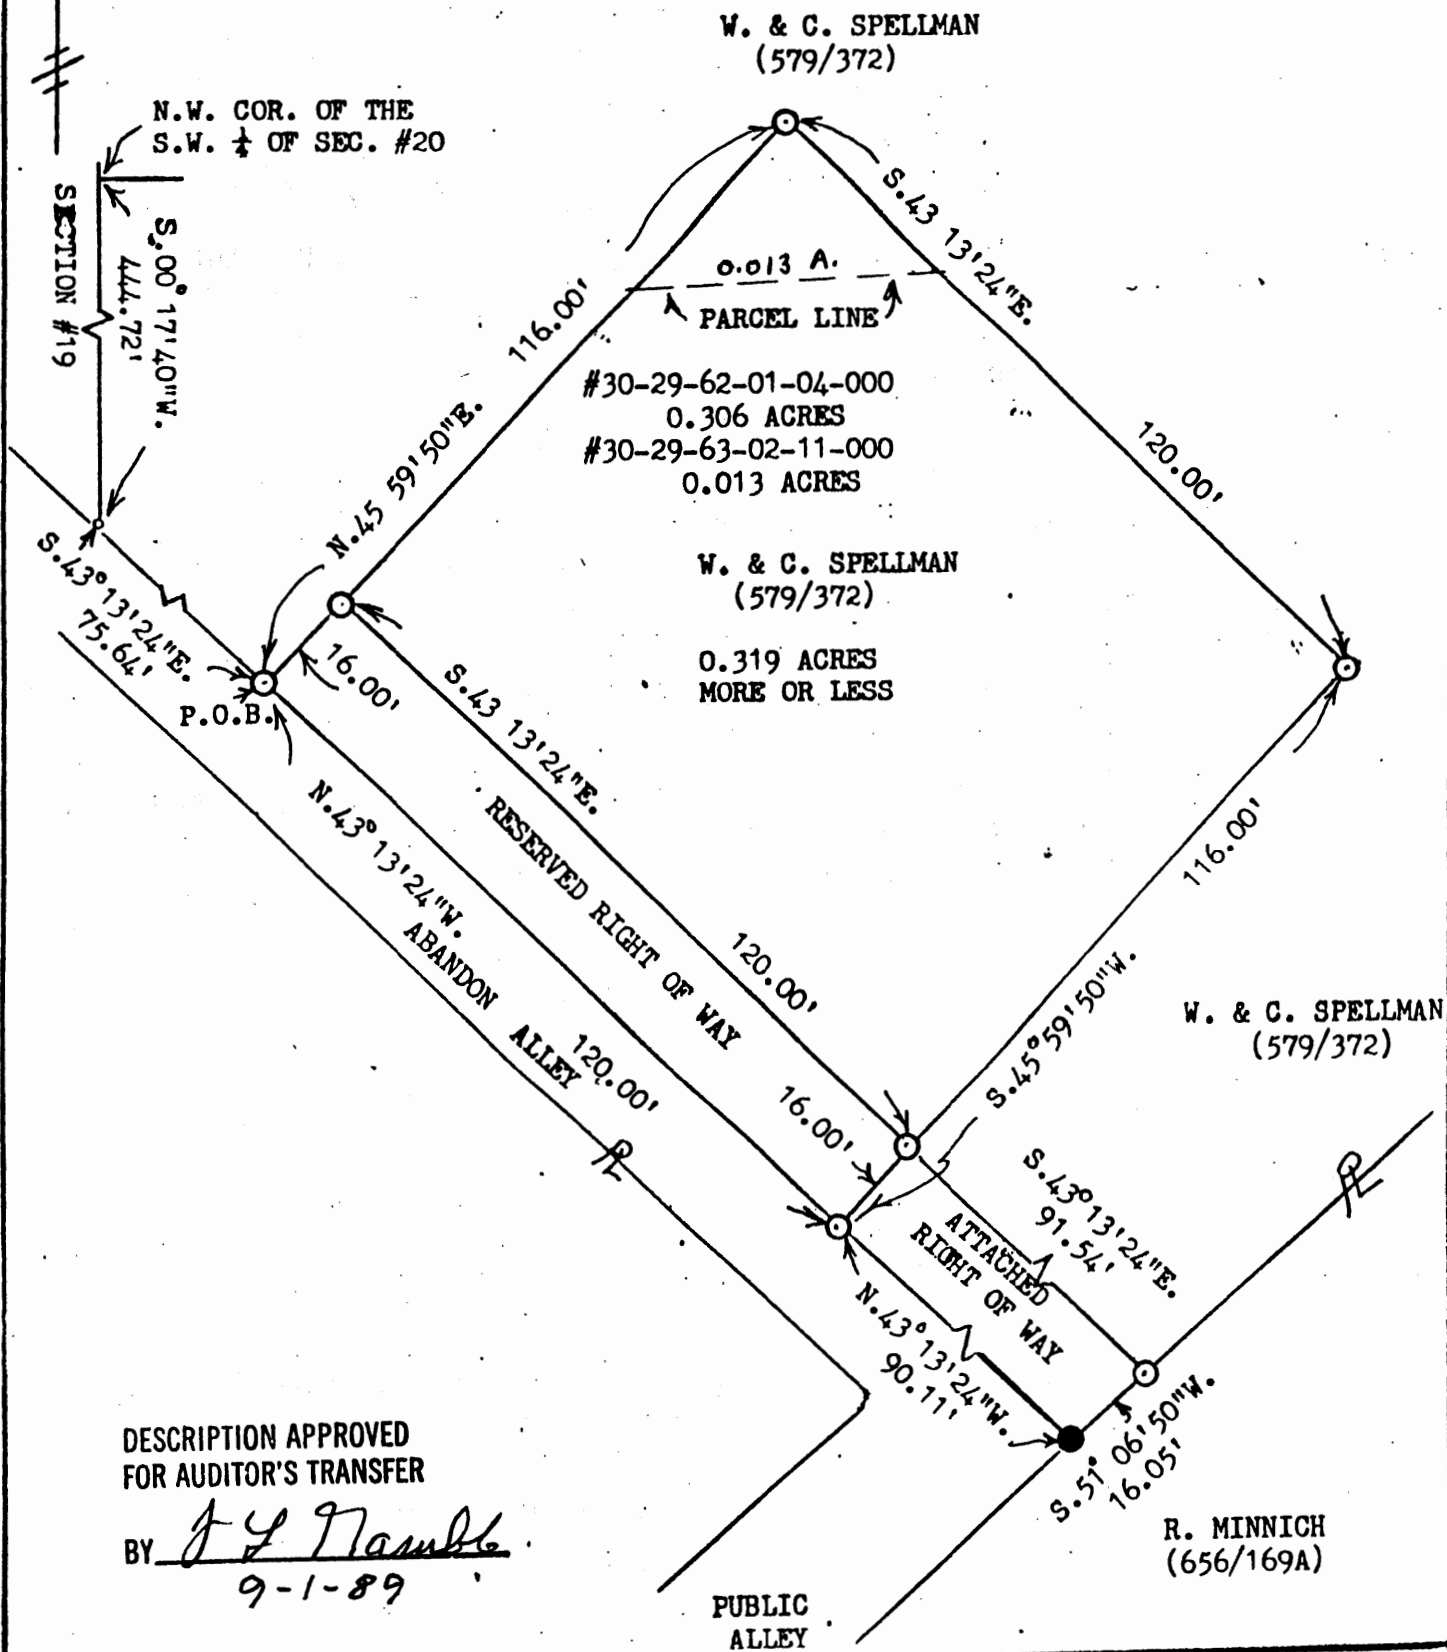 W. & C. SPELLMAN
(579/372)
N.W. COR. OF THE
S.W. ¼ OF SEC. #20
SECTION #19
S.00°17'40"W.
444.72'
S.43 13'24"E.
0.013 A.
PARCEL LINE
116.00'
#30-29-62-01-04-000
0.306 ACRES
#30-29-63-02-11-000
0.013 ACRES
120.00'
N.45 59'50"E.
W. & C. SPELLMAN
(579/372)
0.319 ACRES
MORE OR LESS
S.43°13'24"E.
75.64'
P.O.B.
16.00'
S.43 13'24"E.
120.00'
RESERVED RIGHT OF WAY
N.43°13'24"W.
120.00'
ABANDON ALLEY
116.00'
S.45°59'50"W.
W. & C. SPELLMAN
(579/372)
16.00'
PL
PL
S.43°13'24"E.
91.54'
ATTACHED
RIGHT OF WAY
N.43°13'24"W.
90.11'
S.51° 06'50"W.
16.05'
DESCRIPTION APPROVED
FOR AUDITOR'S TRANSFER
BY
9-1-89
R. MINNICH
(656/169A)
PUBLIC
ALLEY